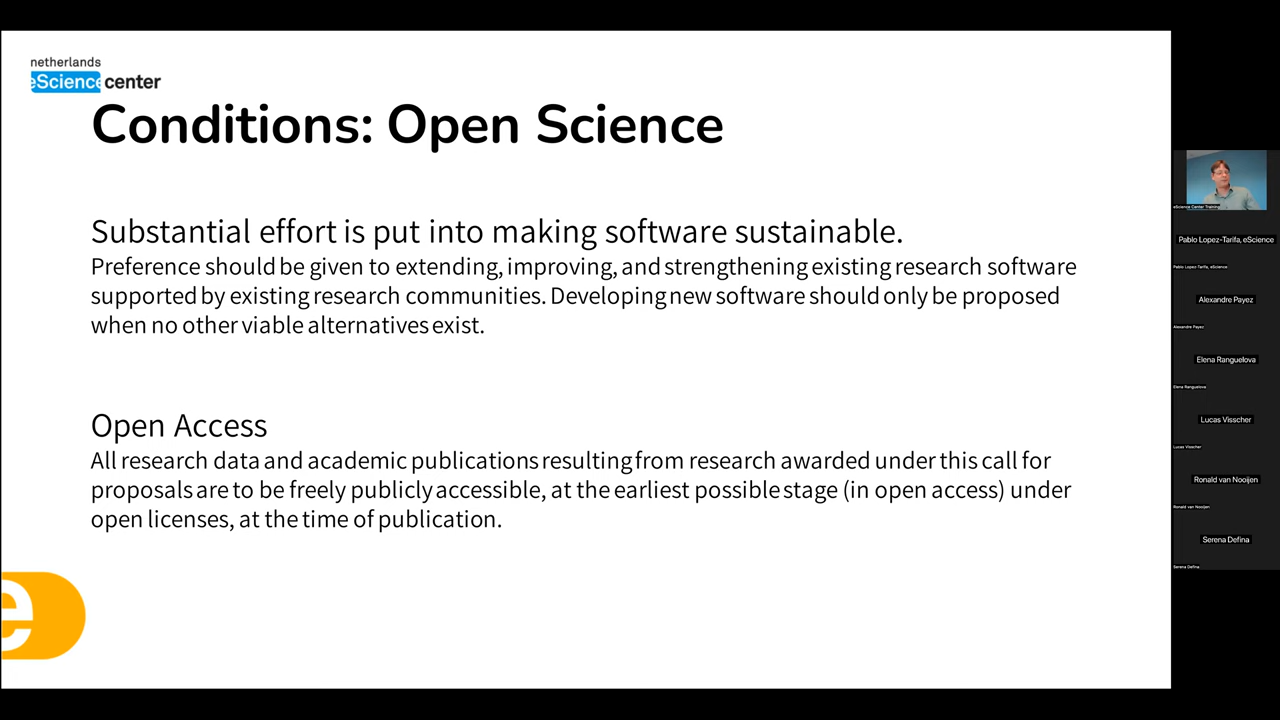 netherlands
eScience center
Conditions: Open Science
Substantial effort is put into making software sustainable.
Preference should be given to extending, improving, and strengthening existing research software
supported by existing research communities. Developing new software should only be proposed
when no other viable alternatives exist.
Open Access
All research data and academic publications resulting from research awarded under this call for
proposals are to be freely publicly accessible, at the earliest possible stage (in open access) under
open licenses, at the time of publication.
e
eScience Center Training
Pablo Lopez-Tarifa, eScience
Pablo Lopez-Tarifa, eScience
Alexandre Payez
Alexandre Payez
Elena Ranguelova
Elena Ranguelova
Lucas Visscher
Lucas Visscher
Ronald van Nooijen
Ronald van Nooijen
Serena Defina
Serena Defina